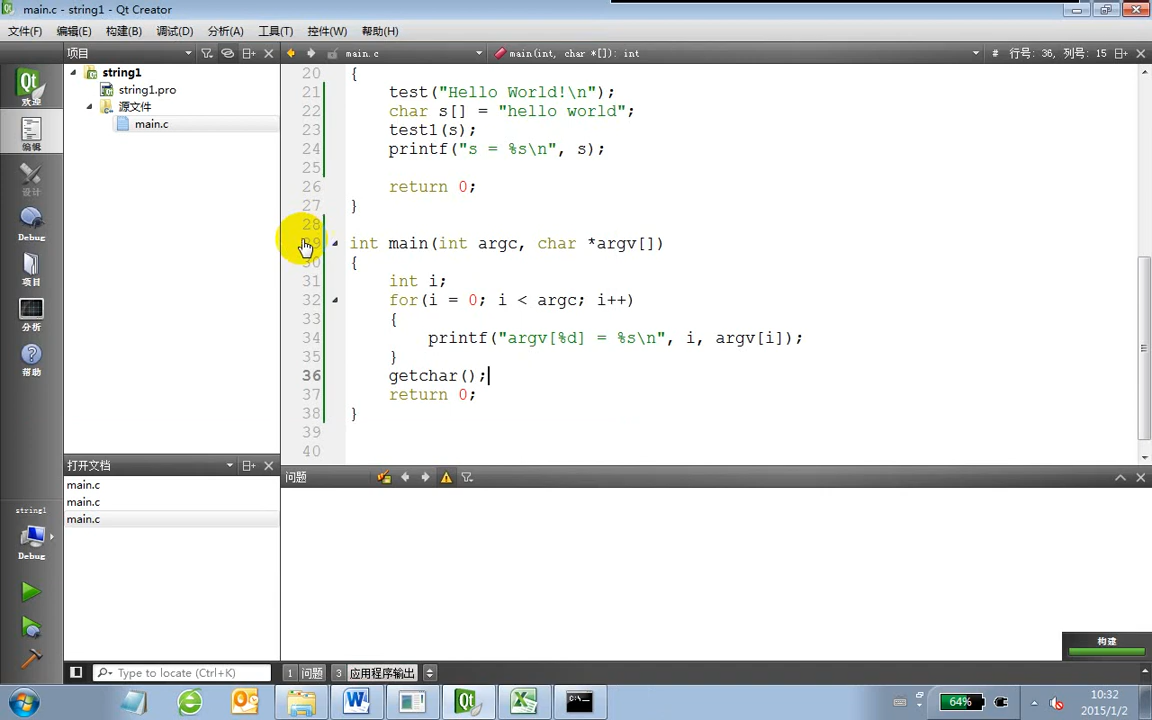 main.c - string1 - Qt Creator
文件(F) 编辑(E) 构建(B) 调试(D) 分析(A) 工具(T) 控件(W) 帮助(H)
项目
main.c
main(int, char *[]): int
# 行号: 36, 列号: 15
string1
string1.pro
源文件
main.c
欢迎
编辑
设计
Debug
项目
分析
帮助
20 {
21 test("Hello World!\n");
22 char s[] = "hello world";
23 test1(s);
24 printf("s = %s\n", s);
25
26 return 0;
27 }
28
29 int main(int argc, char *argv[])
30 {
31 int i;
32 for(i = 0; i < argc; i++)
33 {
34 printf("argv[%d] = %s\n", i, argv[i]);
35 }
36 getchar();
37 return 0;
38 }
39
40
打开文档
main.c
main.c
main.c
问题
string1
Debug
构建
Type to locate (Ctrl+K)
1 问题 3 应用程序输出
64%
10:32
2015/1/2